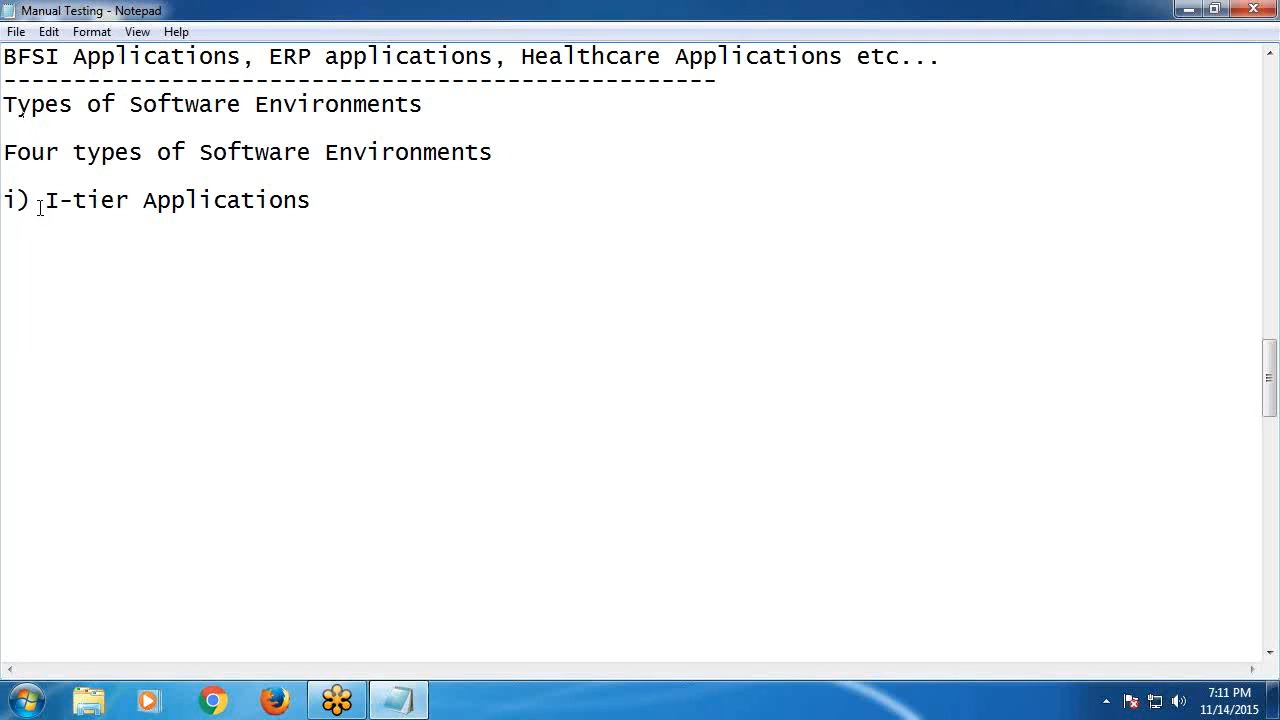 Manual Testing - Notepad
File Edit Format View Help
BFSI Applications, ERP applications, Healthcare Applications etc...
---------------------------------------------------
Types of Software Environments
Four types of Software Environments
i) I-tier Applications
7:11 PM
11/14/2015